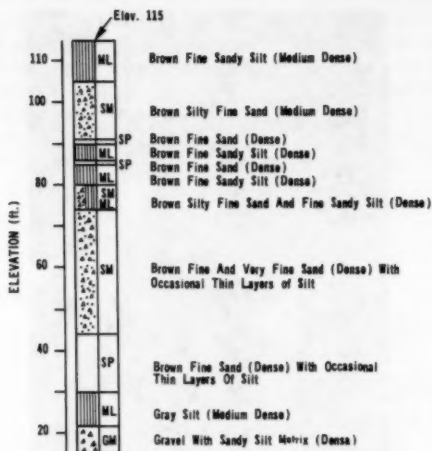 Elev. 115
110
ML
Brown Fine Sandy Silt (Medium Dense)
100
SM
Brown Silty Fine Sand (Medium Dense)
SP
Brown Fine Sand (Dense)
ML
Brown Fine Sandy Silt (Dense)
SP
Brown Fine Sand (Dense)
80
ML
Brown Fine Sandy Silt (Dense)
SM
ML
Brown Silty Fine Sand And Fine Sandy Silt (Dense)
ELEVATION (ft.)
60
SM
Brown Fine And Very Fine Sand (Dense) With
Occasional Thin Layers of Silt
40
SP
Brown Fine Sand (Dense) With Occasional
Thin Layers Of Silt
ML
Gray Silt (Medium Dense)
20
GM
Gravel With Sandy Silt Matrix (Dense)